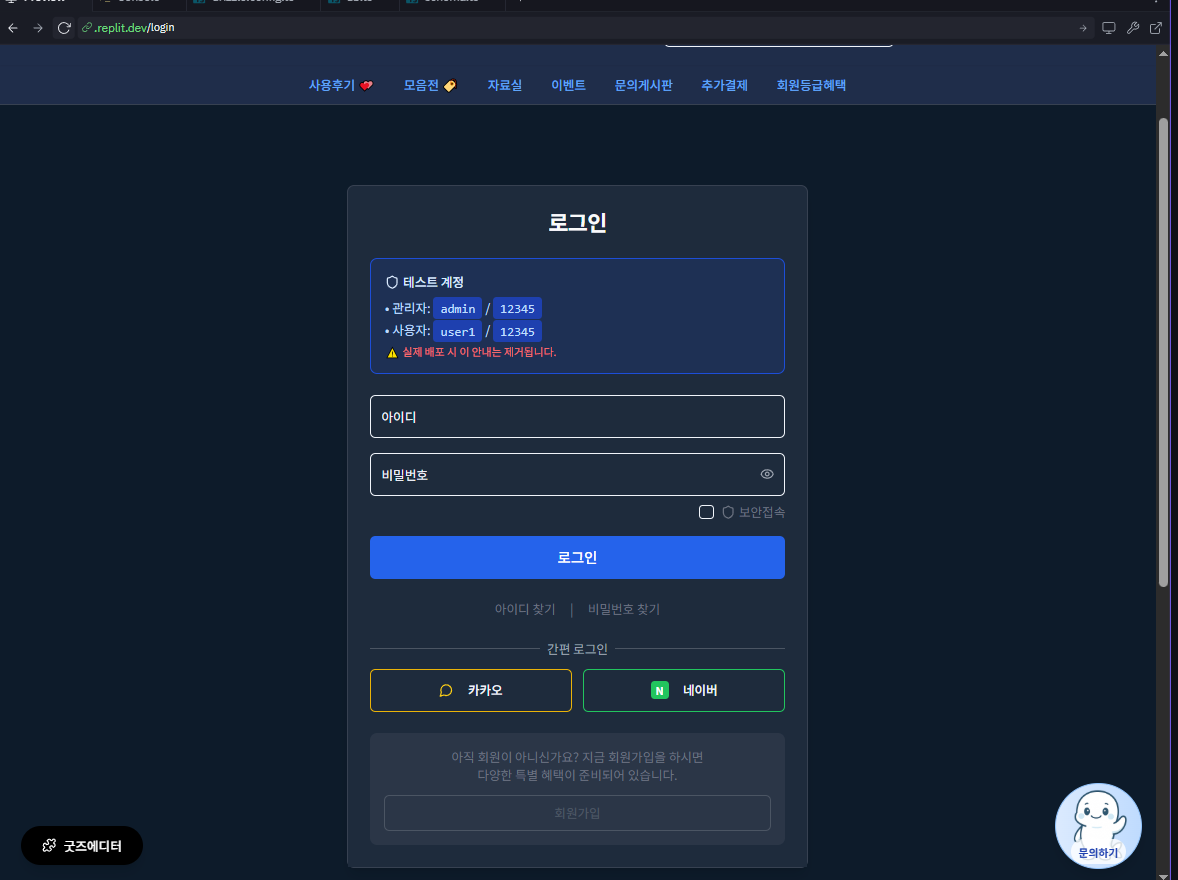 .replit.dev/login
사용후기 모음전 자료실 이벤트 문의게시판 추가결제 회원등급혜택
로그인
테스트 계정
• 관리자: admin / 12345
• 사용자: user1 / 12345
실제 배포 시 이 안내는 제거됩니다.
아이디
비밀번호
보안접속
로그인
아이디 찾기 | 비밀번호 찾기
간편 로그인
카카오
N 네이버
아직 회원이 아니신가요? 지금 회원가입을 하시면
다양한 특별 혜택이 준비되어 있습니다.
회원가입
굿즈에디터
문의하기